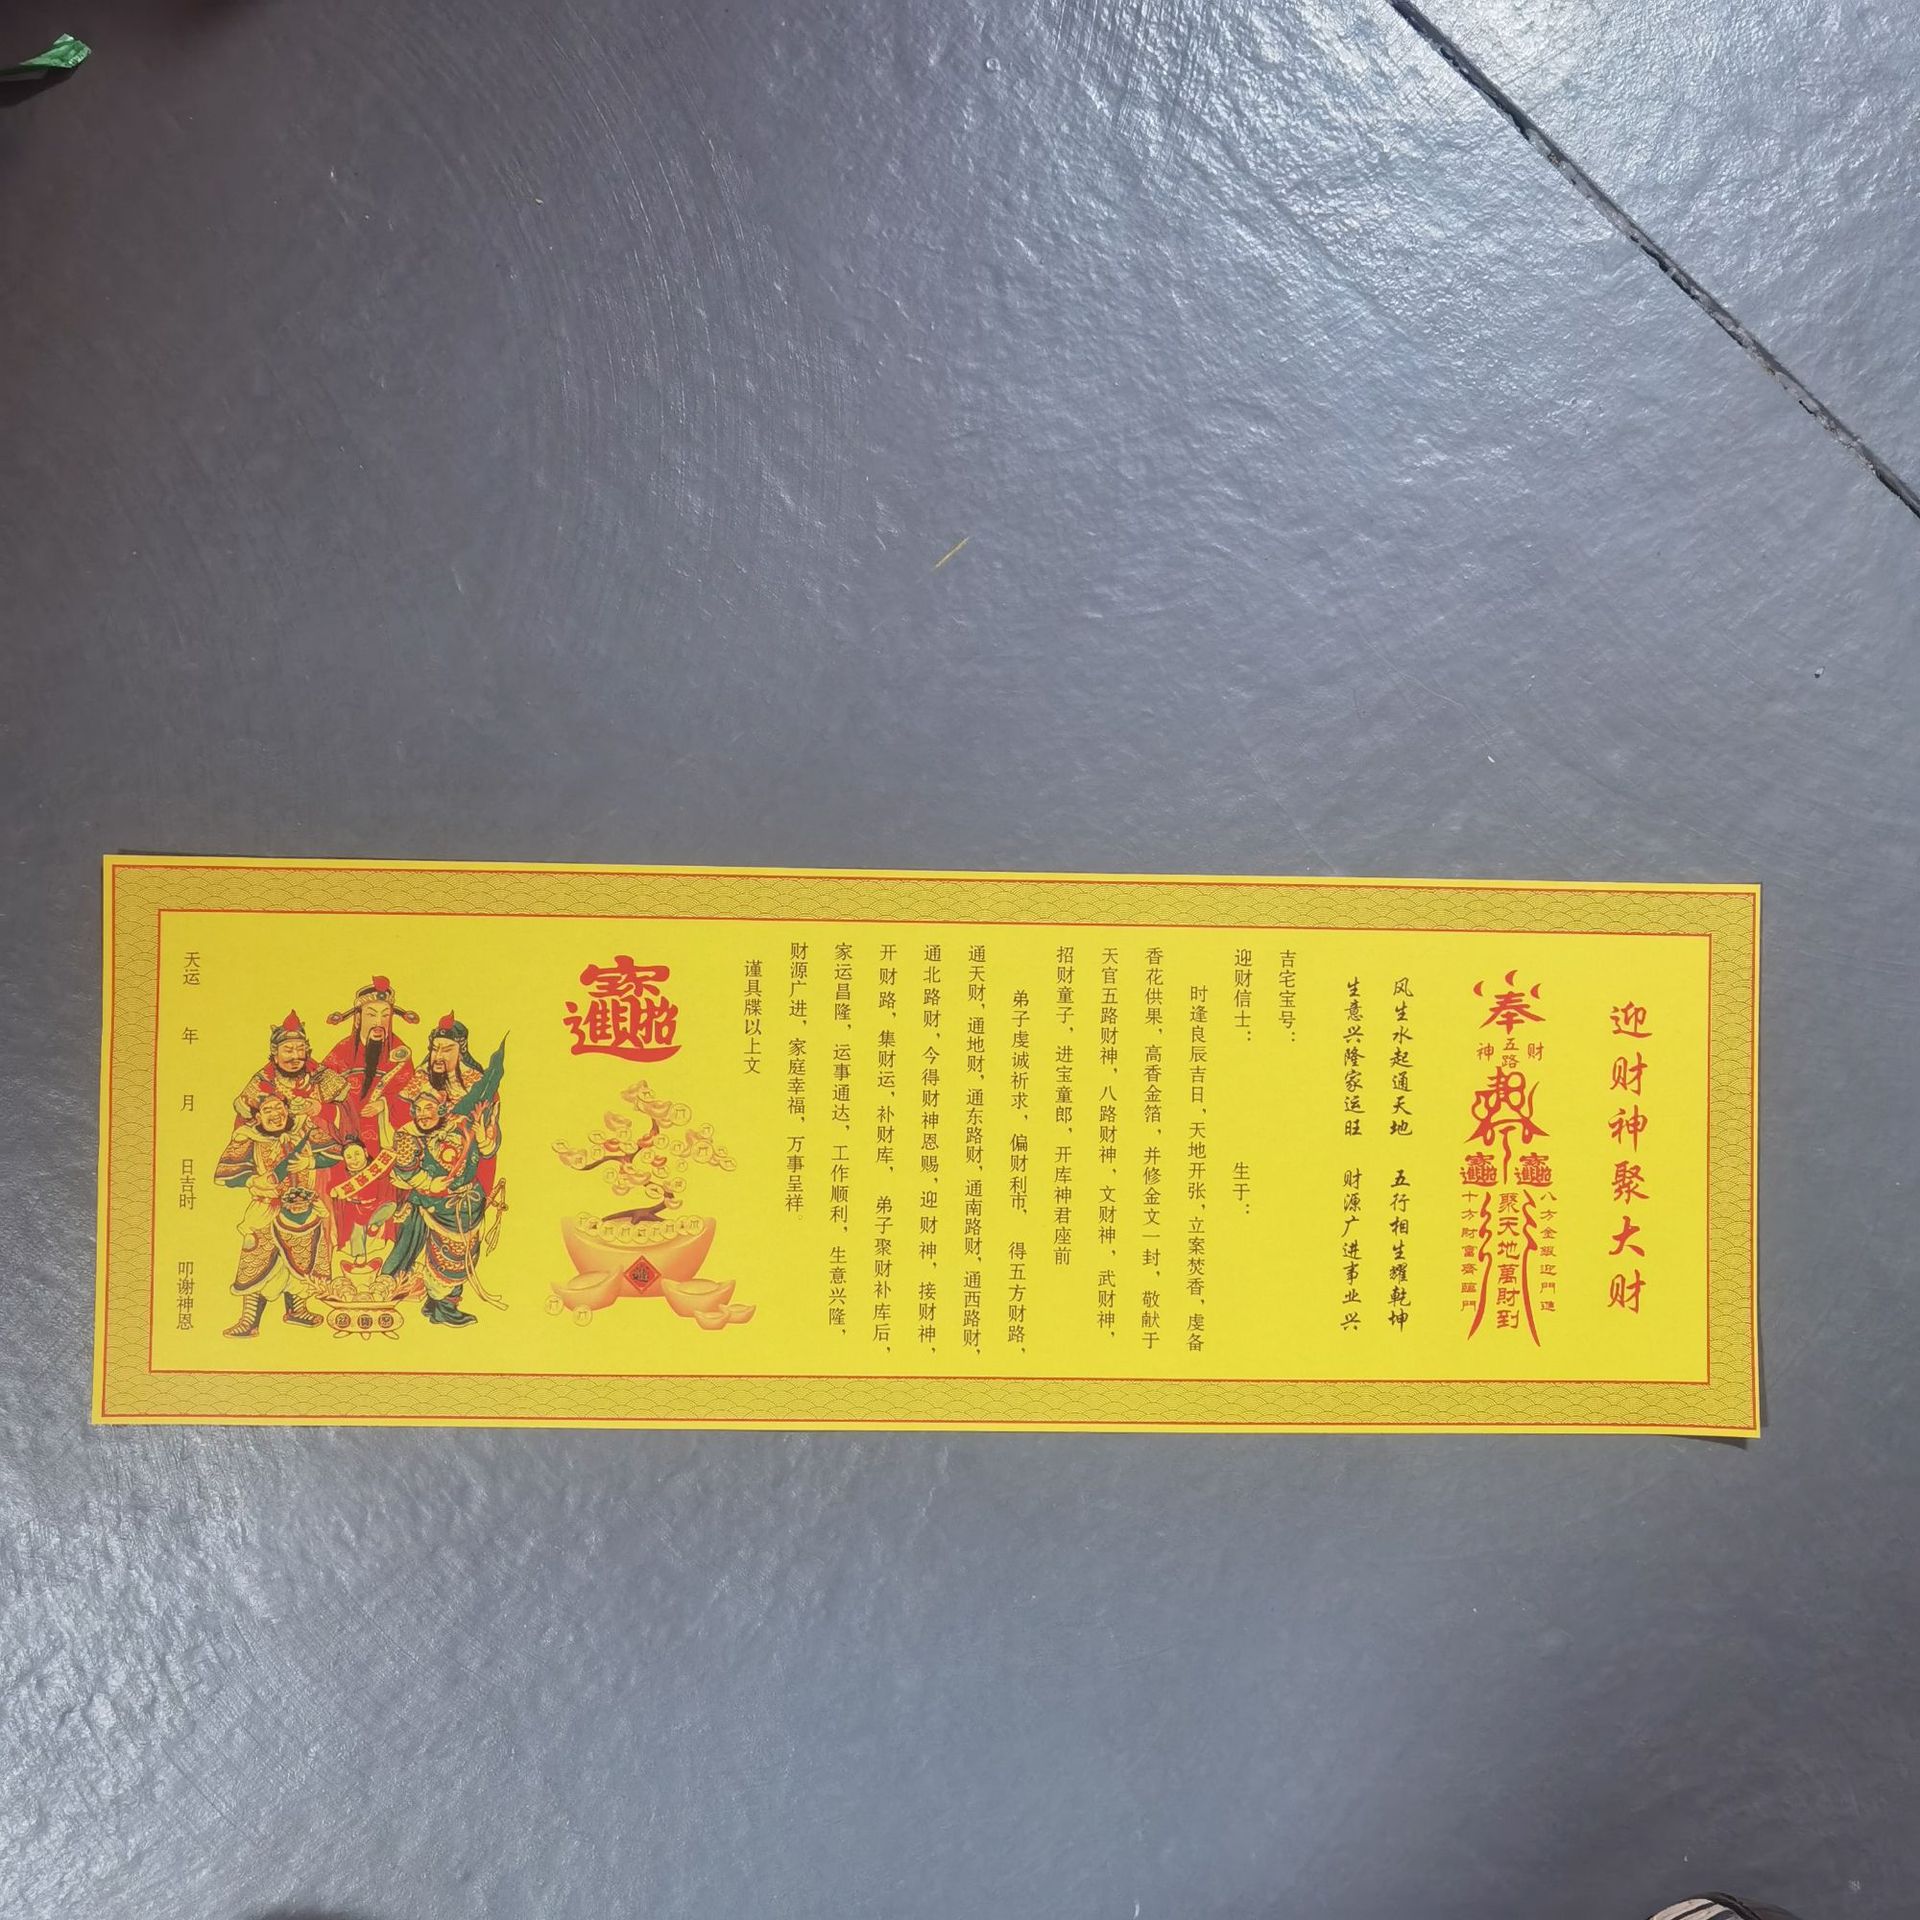 迎财神聚大财
奉
五路
财
神
招财进宝
招财进宝
八方金銀迎門進
聚天地萬財到
十方財富齊臨門
风生水起通天地 五行相生耀乾坤
生意兴隆家运旺 财源广进事业兴
吉宅宝号：
迎财信士： 生于：
时逢良辰吉日，天地开张，立案焚香，虔备
香花供果，高香金箔，并修金文一封，敬献于
天官五路财神，八路财神，文财神，武财神，
招财童子，进宝童郎，开库神君座前
弟子虔诚祈求，偏财利市，得五方财路，
通天财，通地财，通东路财，通南路财，通西路财，
通北路财，今得财神恩赐，迎财神，接财神，
开财路，集财运，补财库，弟子聚财补库后，
家运昌隆，运事通达，工作顺利，生意兴隆，
财源广进，家庭幸福，万事呈祥。
谨具牒以上文
招財進寶
天运 年 月 日吉时 叩谢神恩